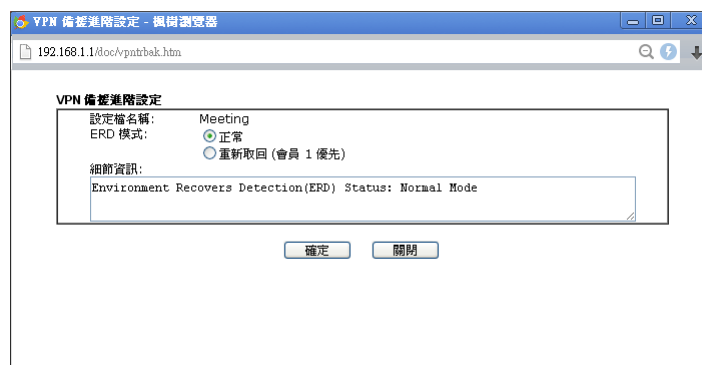 VPN 備援進階設定 - 楓樹瀏覽器
192.168.1.1/doc/vpntrbak.htm
VPN 備援進階設定
設定檔名稱: Meeting
ERD 模式: 正常
重新取回 (會員 1 優先)
細節資訊:
Environment Recovers Detection(ERD) Status: Normal Mode
確定 關閉